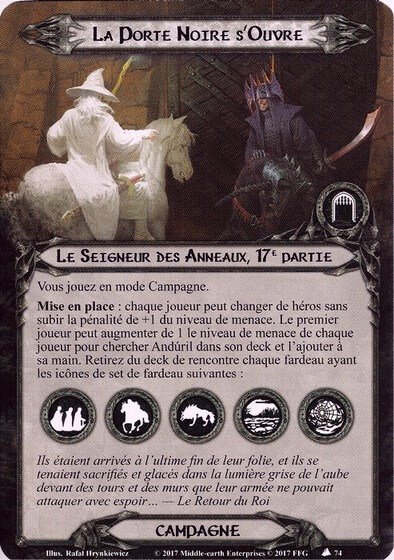 La Porte Noire s'Ouvre
Le Seigneur des Anneaux, 17e partie
Vous jouez en mode Campagne.
Mise en place : chaque joueur peut changer de héros sans
subir la pénalité de +1 du niveau de menace. Le premier
joueur peut augmenter de 1 le niveau de menace de chaque
joueur pour chercher Andúril dans son deck et l'ajouter à
sa main. Retirez du deck de rencontre chaque fardeau ayant
les icônes de set de fardeau suivantes :
Ils étaient arrivés à l'ultime fin de leur folie, et ils se
tenaient sacrifiés et glacés dans la lumière grise de l'aube
devant des tours et des murs que leur armée ne pouvait
attaquer avec espoir… — Le Retour du Roi
CAMPAGNE
Illus. Rafał Hrynkiewicz © 2017 Middle-earth Enterprises © 2017 FFG 74